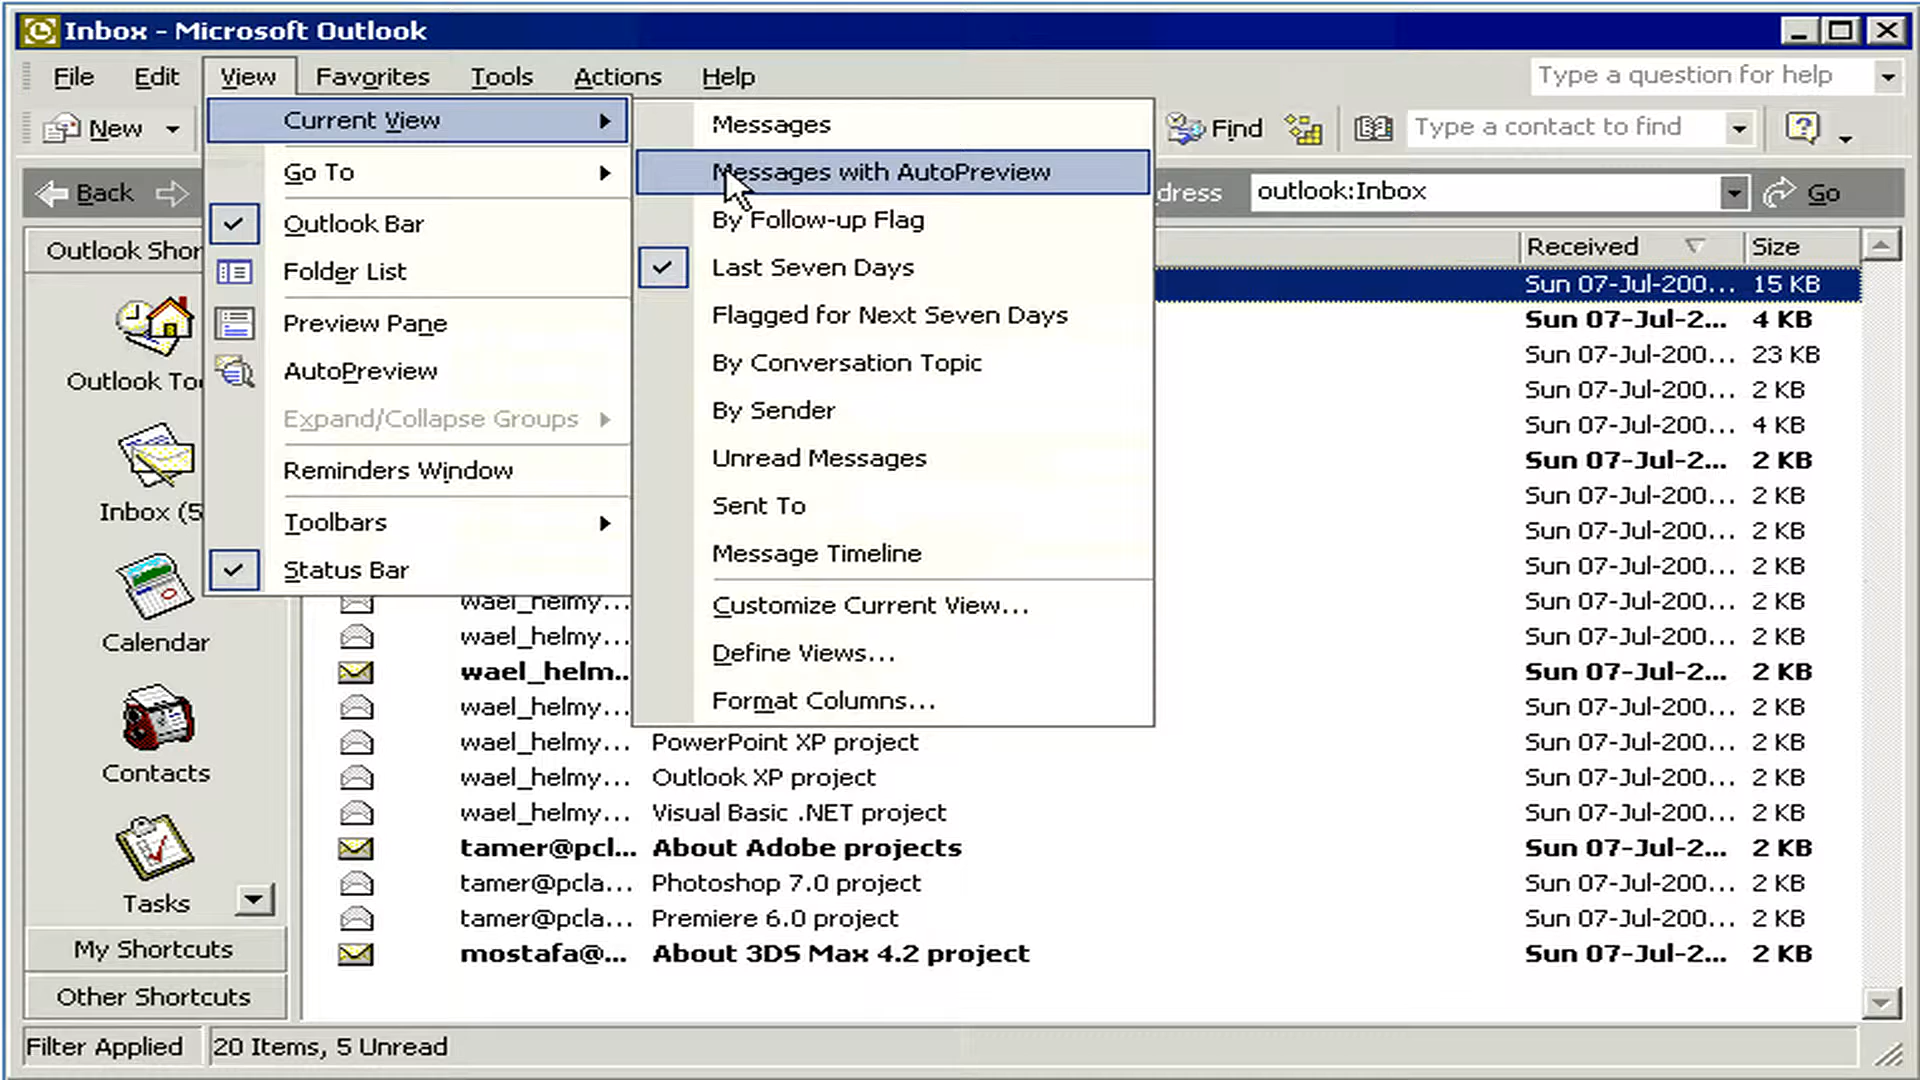 Inbox - Microsoft Outlook
File Edit View Favorites Tools Actions Help Type a question for help
New Find Type a contact to find
Back dress outlook:Inbox Go
Current View
Go To
Outlook Bar
Folder List
Preview Pane
AutoPreview
Expand/Collapse Groups
Reminders Window
Toolbars
Status Bar
Messages
Messages with AutoPreview
By Follow-up Flag
Last Seven Days
Flagged for Next Seven Days
By Conversation Topic
By Sender
Unread Messages
Sent To
Message Timeline
Customize Current View...
Define Views...
Format Columns...
Outlook Shor
Outlook To
Inbox (5
Calendar
Contacts
Tasks
My Shortcuts
Other Shortcuts
Received Size
Sun 07-Jul-200... 15 KB
Sun 07-Jul-2... 4 KB
Sun 07-Jul-200... 23 KB
Sun 07-Jul-200... 2 KB
Sun 07-Jul-200... 4 KB
Sun 07-Jul-2... 2 KB
Sun 07-Jul-200... 2 KB
Sun 07-Jul-200... 2 KB
Sun 07-Jul-200... 2 KB
wael_helmy... Sun 07-Jul-200... 2 KB
wael_helmy... Sun 07-Jul-200... 2 KB
wael_helm... Sun 07-Jul-2... 2 KB
wael_helmy... Sun 07-Jul-200... 2 KB
wael_helmy... PowerPoint XP project Sun 07-Jul-200... 2 KB
wael_helmy... Outlook XP project Sun 07-Jul-200... 2 KB
wael_helmy... Visual Basic .NET project Sun 07-Jul-200... 2 KB
tamer@pcl... About Adobe projects Sun 07-Jul-2... 2 KB
tamer@pcla... Photoshop 7.0 project Sun 07-Jul-200... 2 KB
tamer@pcla... Premiere 6.0 project Sun 07-Jul-200... 2 KB
mostafa@... About 3DS Max 4.2 project Sun 07-Jul-2... 2 KB
Filter Applied 20 Items, 5 Unread